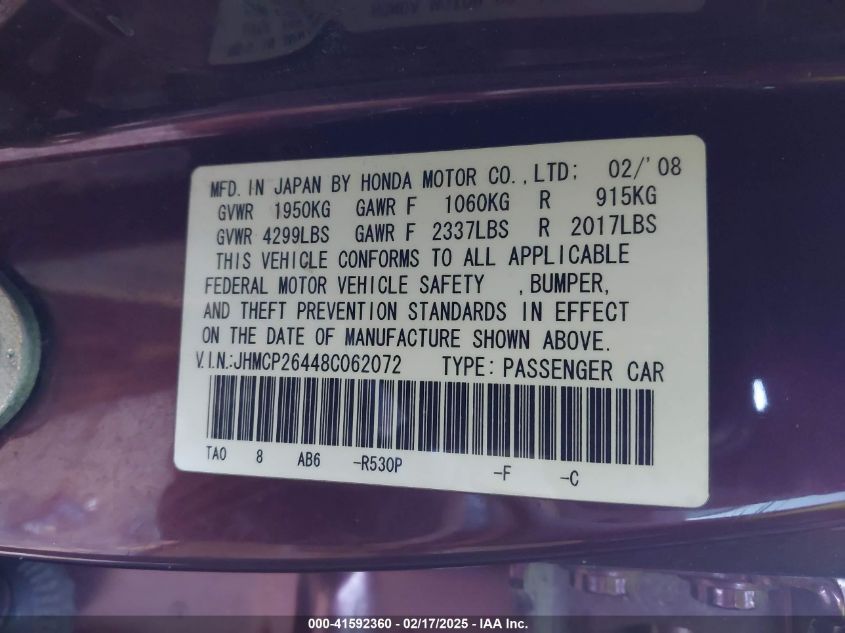 MFD. IN JAPAN BY HONDA MOTOR CO., LTD; 02/'08
GVWR 1950KG GAWR F 1060KG R 915KG
GVWR 4299LBS GAWR F 2337LBS R 2017LBS
THIS VEHICLE CONFORMS TO ALL APPLICABLE
FEDERAL MOTOR VEHICLE SAFETY , BUMPER,
AND THEFT PREVENTION STANDARDS IN EFFECT
ON THE DATE OF MANUFACTURE SHOWN ABOVE.
V.I.N.:JHMCP26448C062072 TYPE: PASSENGER CAR
TA0 8 AB6 -R530P -F -C
000-41592360 - 02/17/2025 - IAA Inc.